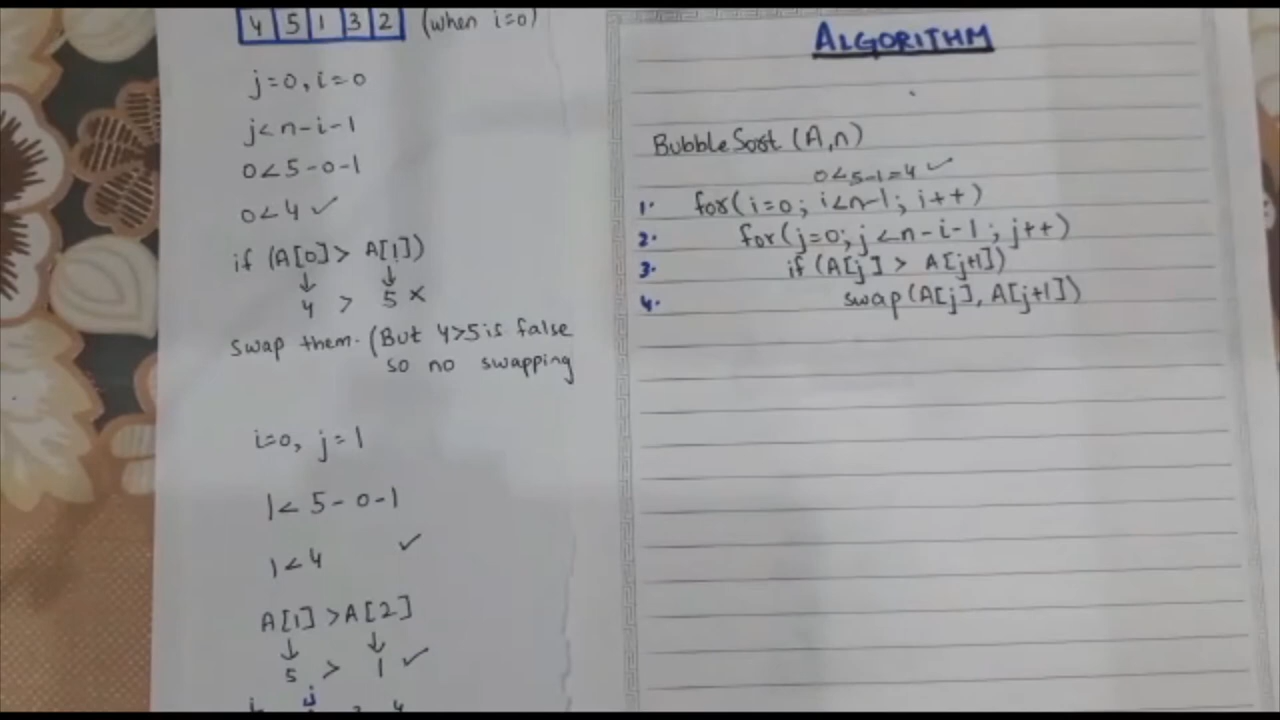 4 5 1 3 2 (when i=0)
j=0, i=0
j<n-i-1
0<5-0-1
0<4 ✓
if (A[0]> A[1])
↓ ↓
4 > 5 ×
swap them. (But 4>5 is false
so no swapping
i=0, j=1
1< 5-0-1
1<4 ✓
A[1] >A[2]
↓ ↓
5 > 1 ✓
j
ALGORITHM
BubbleSort (A,n)
0<5-1=4 ✓
1. for(i=0; i<n-1; i++)
2. for(j=0; j<n-i-1; j++)
3. if (A[j] > A[j+1])
4. swap(A[j], A[j+1])